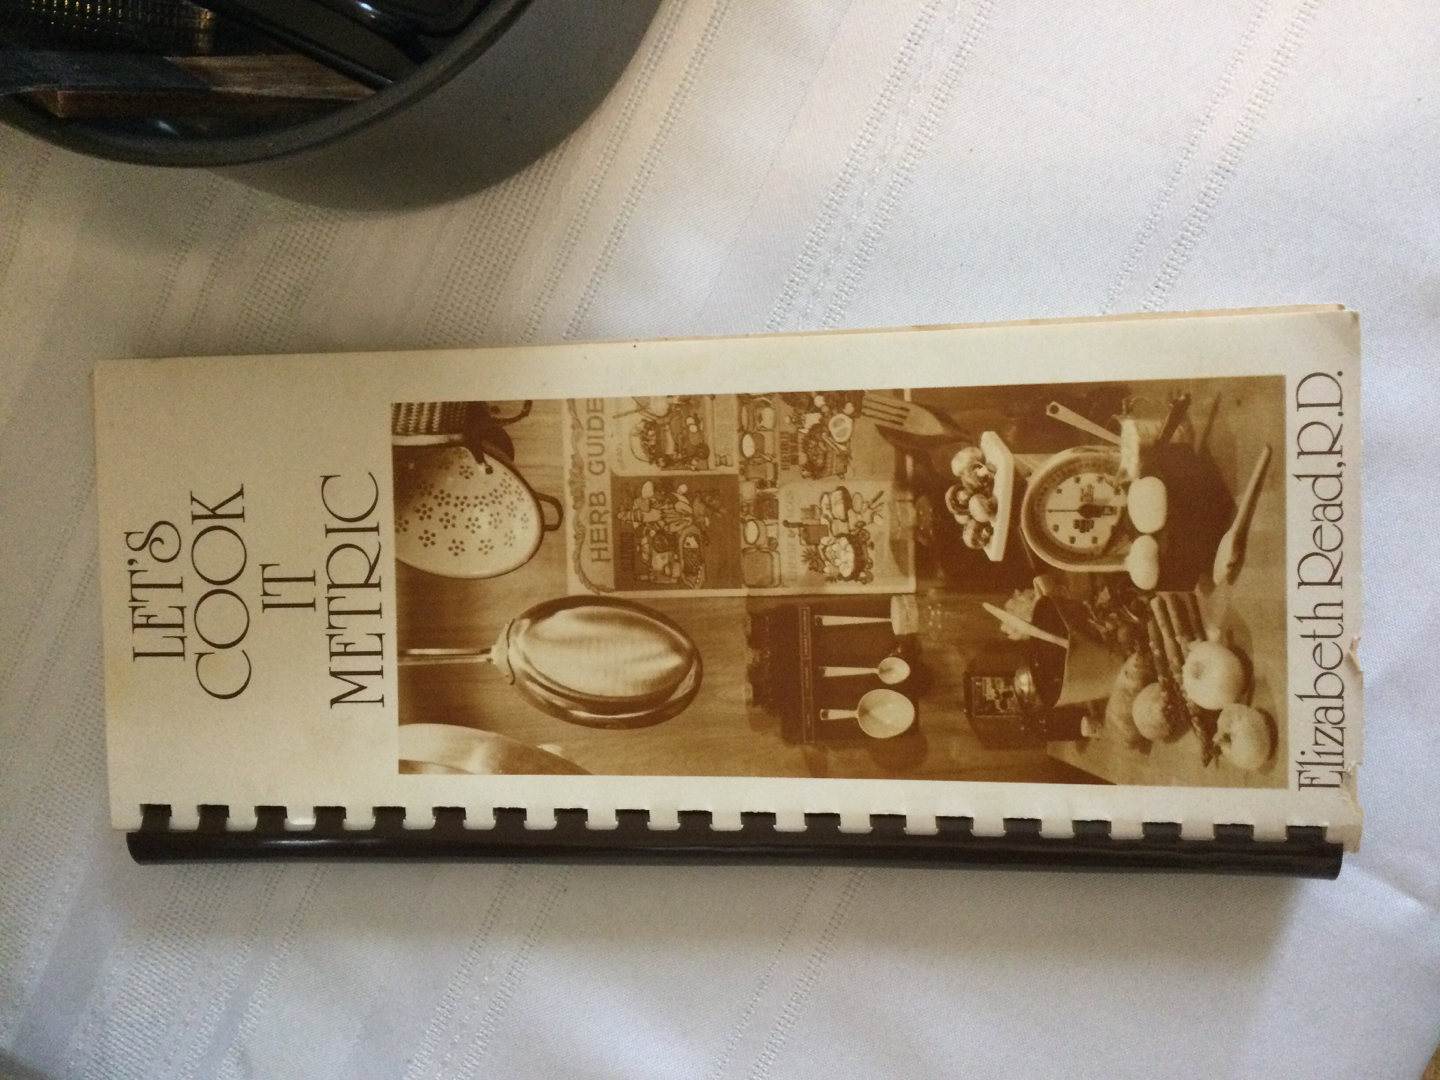 LET'S
COOK
IT
METRIC
HERB GUIDE
Elizabeth Read, R.D.